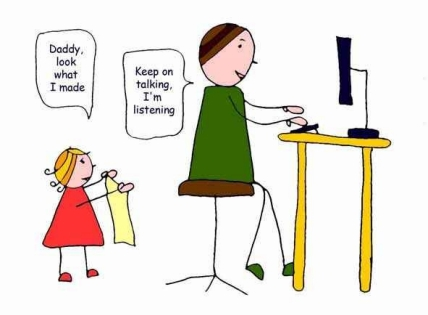 Daddy,
look
what
I made
Keep on
talking,
I'm
listening